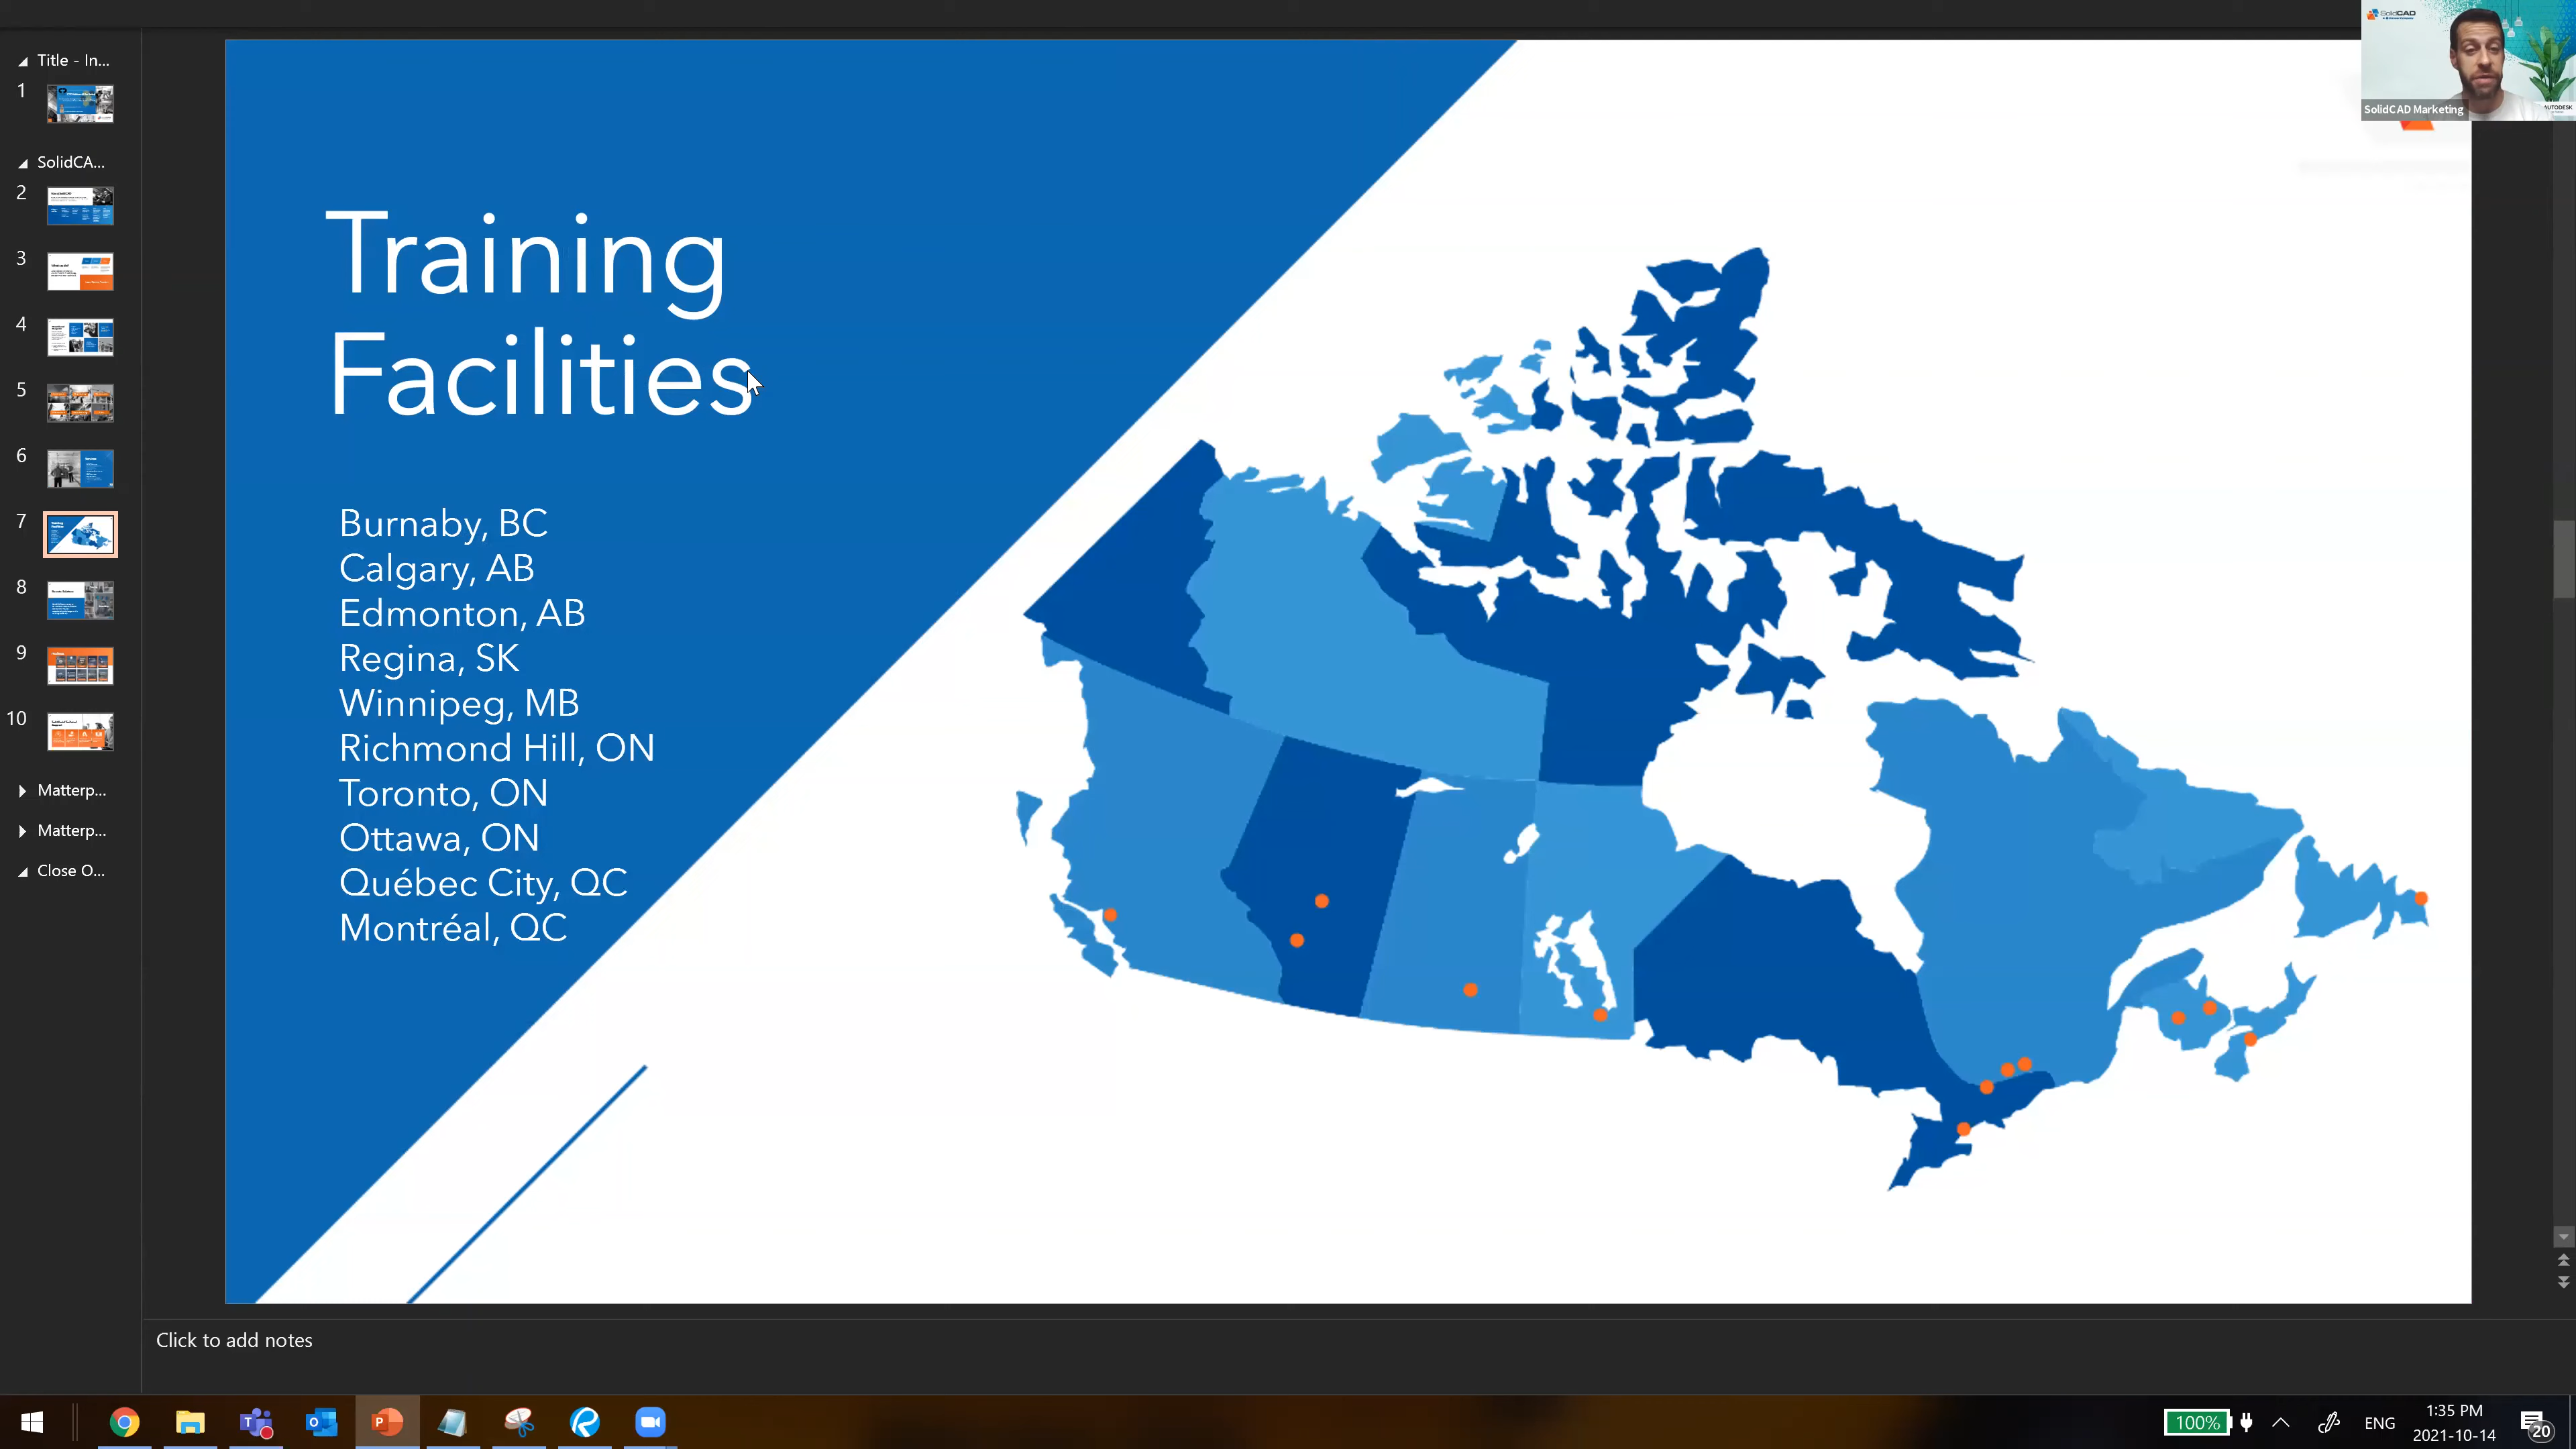 Title - In...
1
SolidCA...
2
3
4
5
6
7
8
9
10
Matterp...
Matterp...
Close O...
Training
Facilities
Burnaby, BC
Calgary, AB
Edmonton, AB
Regina, SK
Winnipeg, MB
Richmond Hill, ON
Toronto, ON
Ottawa, ON
Québec City, QC
Montréal, QC
SolidCAD
SolidCAD Marketing
AUTODESK
Click to add notes
100%
ENG
1:35 PM
2021-10-14
20